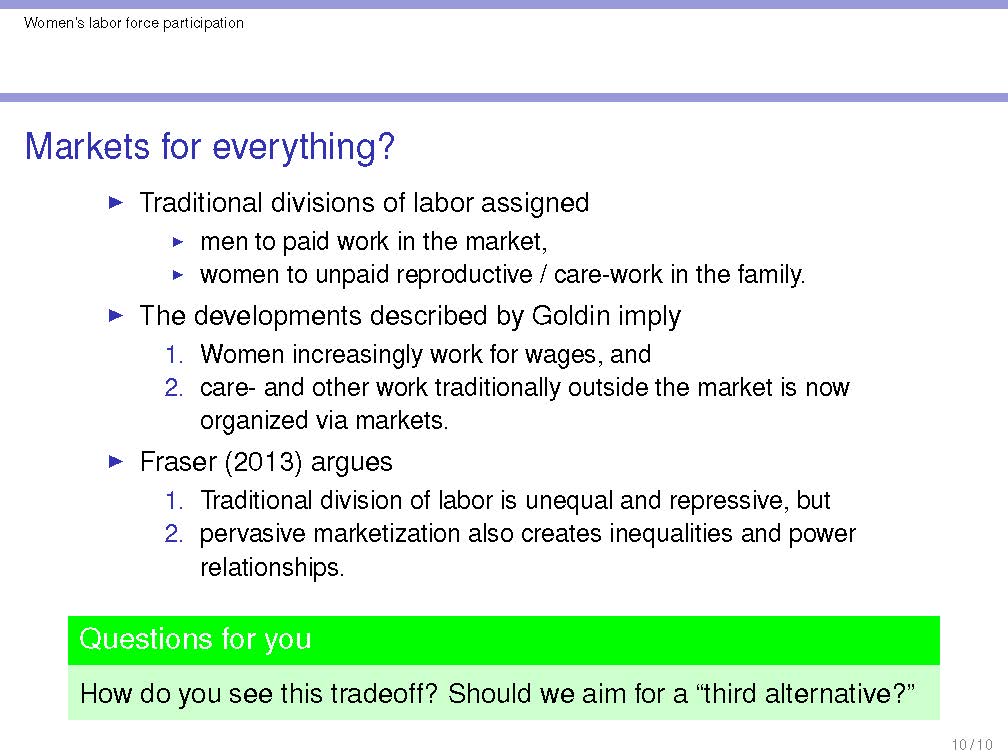 Women's labor force participation
Markets for everything?
Traditional divisions of labor assigned
men to paid work in the market,
women to unpaid reproductive / care-work in the family.
The developments described by Goldin imply
1. Women increasingly work for wages, and
2. care- and other work traditionally outside the market is now
organized via markets.
Fraser (2013) argues
1. Traditional division of labor is unequal and repressive, but
2. pervasive marketization also creates inequalities and power
relationships.
Questions for you
How do you see this tradeoff? Should we aim for a “third alternative?”
10 / 10